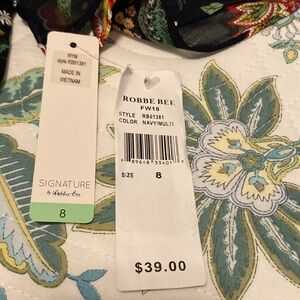 NYM
style RB61381
MADE IN
VIETNAM
SIGNATURE
by Robbie Bee
8
ROBBE BEE
FW18
STYLE RB61381
COLOR NAVY/MULTI
SIZE 8
$39.00